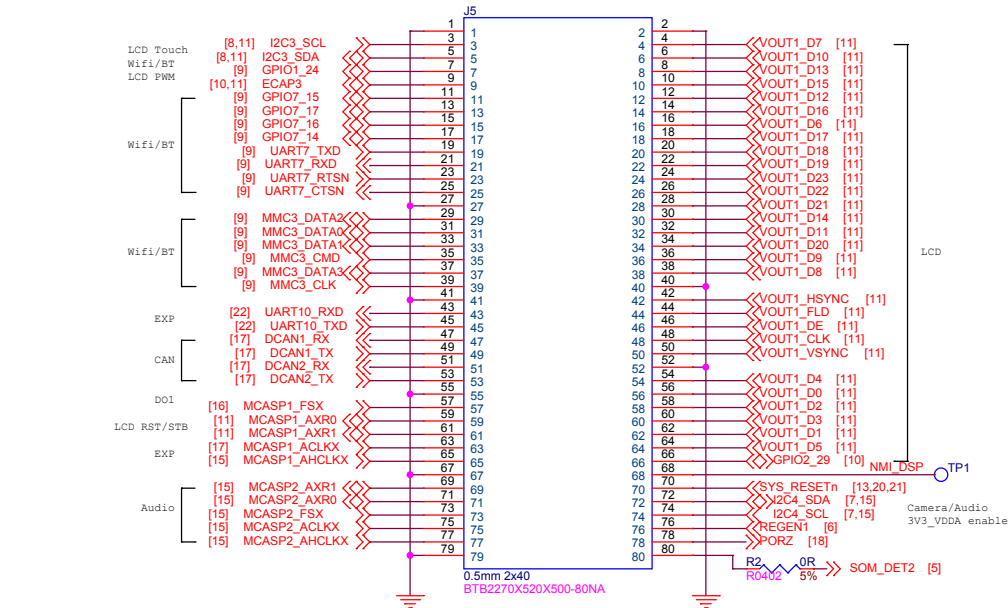 J5
1 1 2 2
LCD Touch [8,11] I2C3_SCL 3 3 4 4 VOUT1_D7 [11]
Wifi/BT [8,11] I2C3_SDA 5 5 6 6 VOUT1_D10 [11]
LCD PWM [9] GPIO1_24 7 7 8 8 VOUT1_D13 [11]
[10,11] ECAP3 9 9 10 10 VOUT1_D15 [11]
[9] GPIO7_15 11 11 12 12 VOUT1_D12 [11]
[9] GPIO7_17 13 13 14 14 VOUT1_D16 [11]
[9] GPIO7_16 15 15 16 16 VOUT1_D6 [11]
Wifi/BT [9] GPIO7_14 17 17 18 18 VOUT1_D17 [11]
[9] UART7_TXD 19 19 20 20 VOUT1_D18 [11]
[9] UART7_RXD 21 21 22 22 VOUT1_D19 [11]
[9] UART7_RTSN 23 23 24 24 VOUT1_D23 [11]
[9] UART7_CTSN 25 25 26 26 VOUT1_D22 [11]
27 27 28 28 VOUT1_D21 [11]
[9] MMC3_DATA2 29 29 30 30 VOUT1_D14 [11]
[9] MMC3_DATA0 31 31 32 32 VOUT1_D11 [11]
[9] MMC3_DATA1 33 33 34 34 VOUT1_D20 [11]
Wifi/BT [9] MMC3_CMD 35 35 36 36 VOUT1_D9 [11] LCD
[9] MMC3_DATA3 37 37 38 38 VOUT1_D8 [11]
[9] MMC3_CLK 39 39 40 40
41 41 42 42 VOUT1_HSYNC [11]
EXP [22] UART10_RXD 43 43 44 44 VOUT1_FLD [11]
[22] UART10_TXD 45 45 46 46 VOUT1_DE [11]
[17] DCAN1_RX 47 47 48 48 VOUT1_CLK [11]
CAN [17] DCAN1_TX 49 49 50 50 VOUT1_VSYNC [11]
[17] DCAN2_RX 51 51 52 52
[17] DCAN2_TX 53 53 54 54 VOUT1_D4 [11]
55 55 56 56 VOUT1_D0 [11]
DO1 [16] MCASP1_FSX 57 57 58 58 VOUT1_D2 [11]
LCD RST/STB [11] MCASP1_AXR0 59 59 60 60 VOUT1_D3 [11]
[11] MCASP1_AXR1 61 61 62 62 VOUT1_D1 [11]
EXP [17] MCASP1_ACLKX 63 63 64 64 VOUT1_D5 [11]
[15] MCASP1_AHCLKX 65 65 66 66 GPIO2_29 [10]
67 67 68 68 NMI_DSP TP1
[15] MCASP2_AXR1 69 69 70 70 SYS_RESETn [13,20,21]
Audio [15] MCASP2_AXR0 71 71 72 72 I2C4_SDA [7,15]
[15] MCASP2_FSX 73 73 74 74 I2C4_SCL [7,15] Camera/Audio
[15] MCASP2_ACLKX 75 75 76 76 REGEN1 [6] 3V3_VDDA enable
[15] MCASP2_AHCLKX 77 77 78 78 PORZ [18]
79 79 80 80
R2 0R SOM_DET2 [5]
R0402 5%
0.5mm 2x40
BTB2270X520X500-80NA